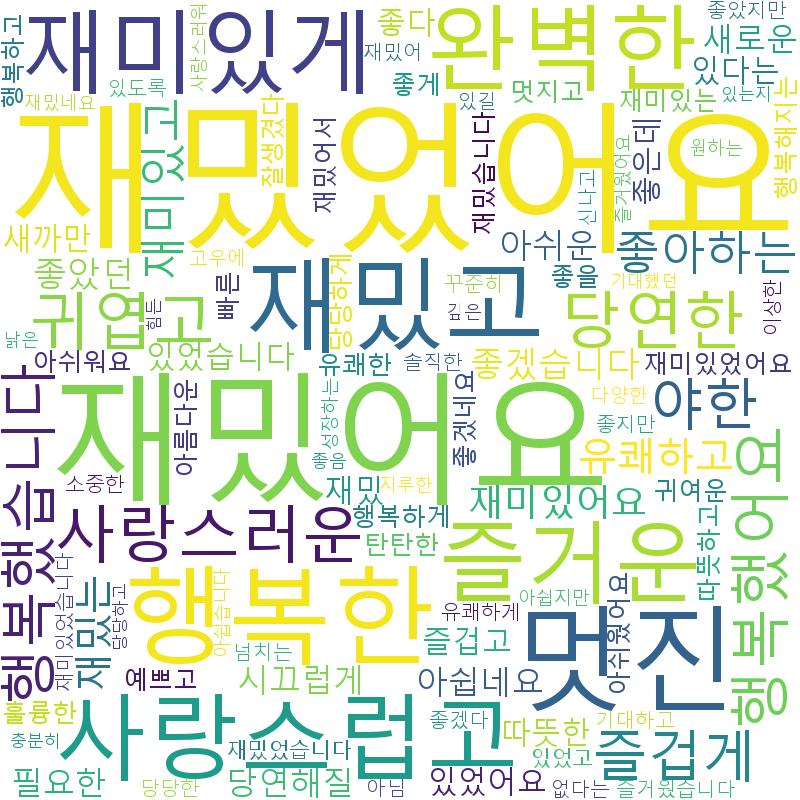 행복하고
재미있게
사랑스러워
좋다
재밌어
완벽한
좋았지만
새로운
재밌네요
있도록
좋게
있길
멋지고
재미있는
있다는
있는지
재밌었어요
재미있고
잘생겼다
재밌어서
재밌습니다
즐거웠어요
좋은데
원하는
행복해지는
신나고
새까만
고우에
아쉬운
좋아하는
좋았던
귀엽고
힘든
빠른
당당하게
재밌고
꾸준히
좋을
기대했던
깊은
당연한
이상한
낡은
아쉬워요
있었습니다
유쾌한
솔직한
좋겠습니다
재미있었어요
행복했습니다
재밌어요
아름다운
성장하는
좋음
좋겠네요
다양한
야한
좋지만
소중한
재밌
지루한
유쾌하고
사랑스러운
행복하게
재미있어요
귀여운
탄탄한
즐거운
따뜻하고
행복했어요
재미있었습니다
재밌는
당당하고
행복한
아쉽습니다
유쾌하게
아쉽지만
아쉬웠어요
즐겁고
멋진
넘치는
예쁘고
시끄럽게
아쉽네요
훌륭한
사랑스럽고
좋겠다
따뜻한
기대하고
충분히
재밌었습니다
있었고
즐겁게
필요한
당당한
당연해질
아님
있었어요
없다는
즐거웠습니다